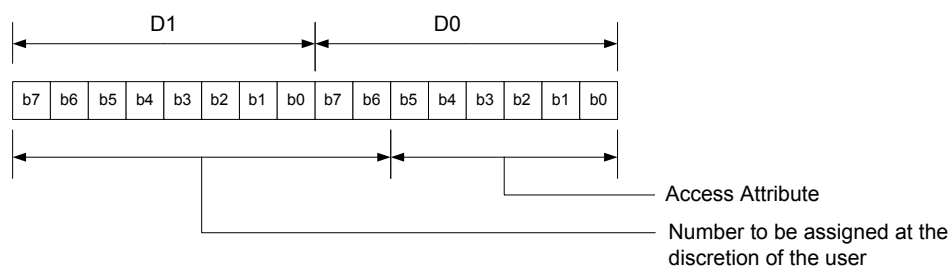 D1 D0
b7 b6 b5 b4 b3 b2 b1 b0 b7 b6 b5 b4 b3 b2 b1 b0
Access Attribute
Number to be assigned at the
discretion of the user